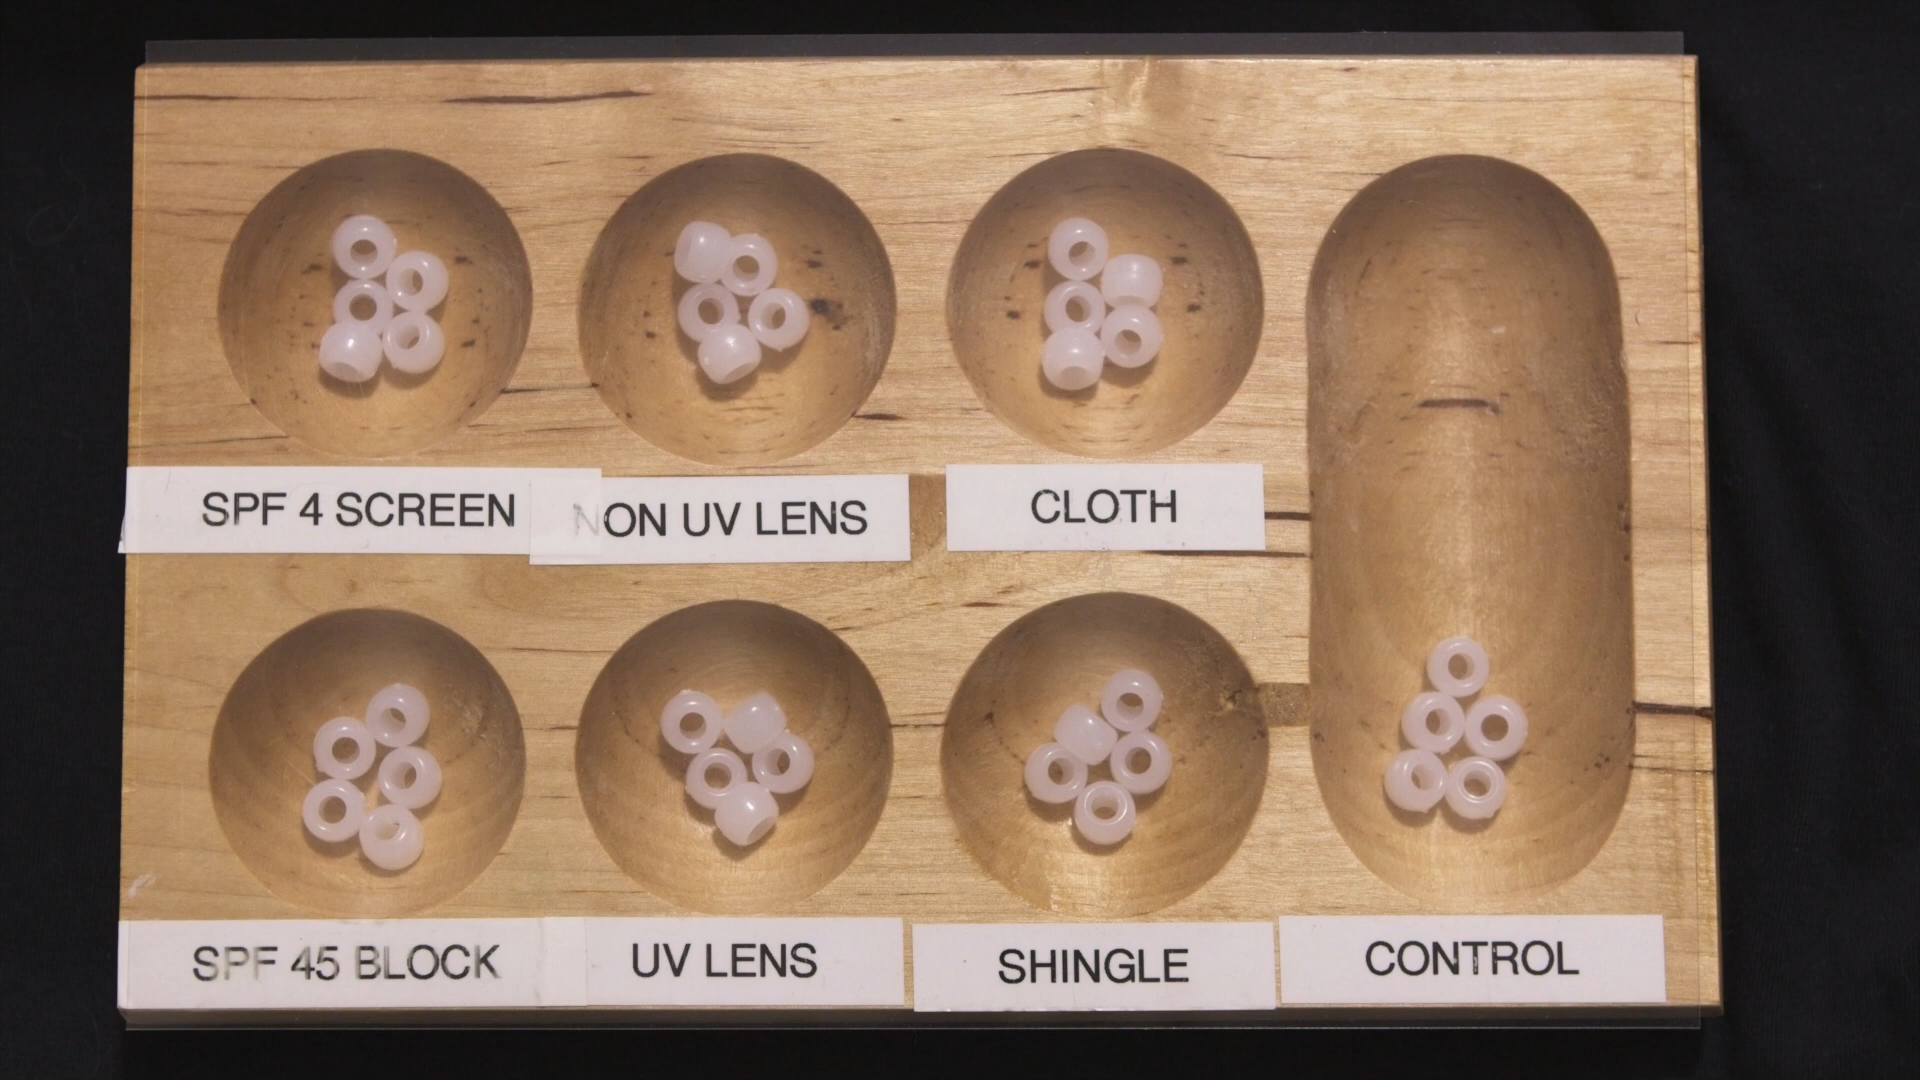 SPF 4 SCREEN
NON UV LENS
CLOTH
SPF 45 BLOCK
UV LENS
SHINGLE
CONTROL